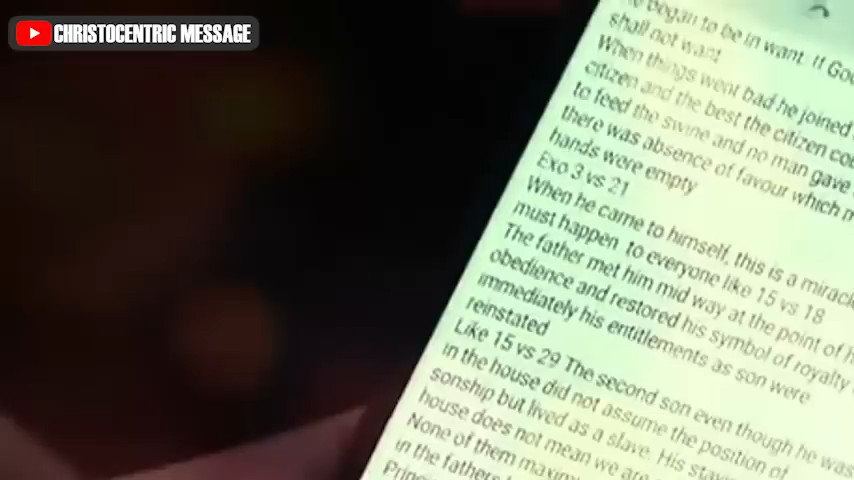 CHRISTOCENTRIC MESSAGE
began to be in want. If God
shall not want
When things went bad he joined
citizen and the best the citizen
to feed the swine and no man gave
there was absence of favour which
hands were empty
Exo 3 vs 21
When he came to himself, this is a miracle
must happen to everyone like 15 vs 18
The father met him mid way at the point of
obedience and restored his symbol of royalty
immediately his entitlements as son were
reinstated
Like 15 vs 29 The second son even though he was
in the house did not assume the position of
sonship but lived as a slave. His
house does not mean we are
None of them
in the fathers